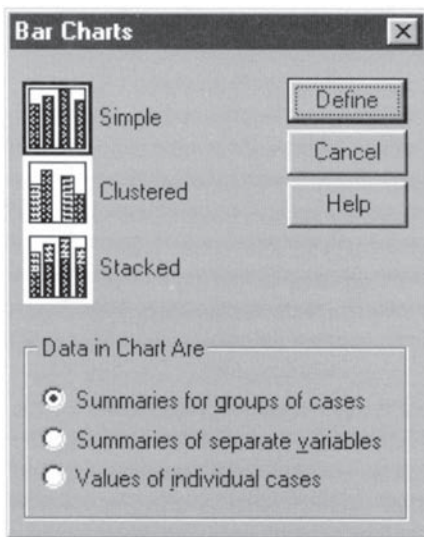 Bar Charts
Simple
Clustered
Stacked
Define
Cancel
Help
Data in Chart Are
Summaries for groups of cases
Summaries of separate variables
Values of individual cases